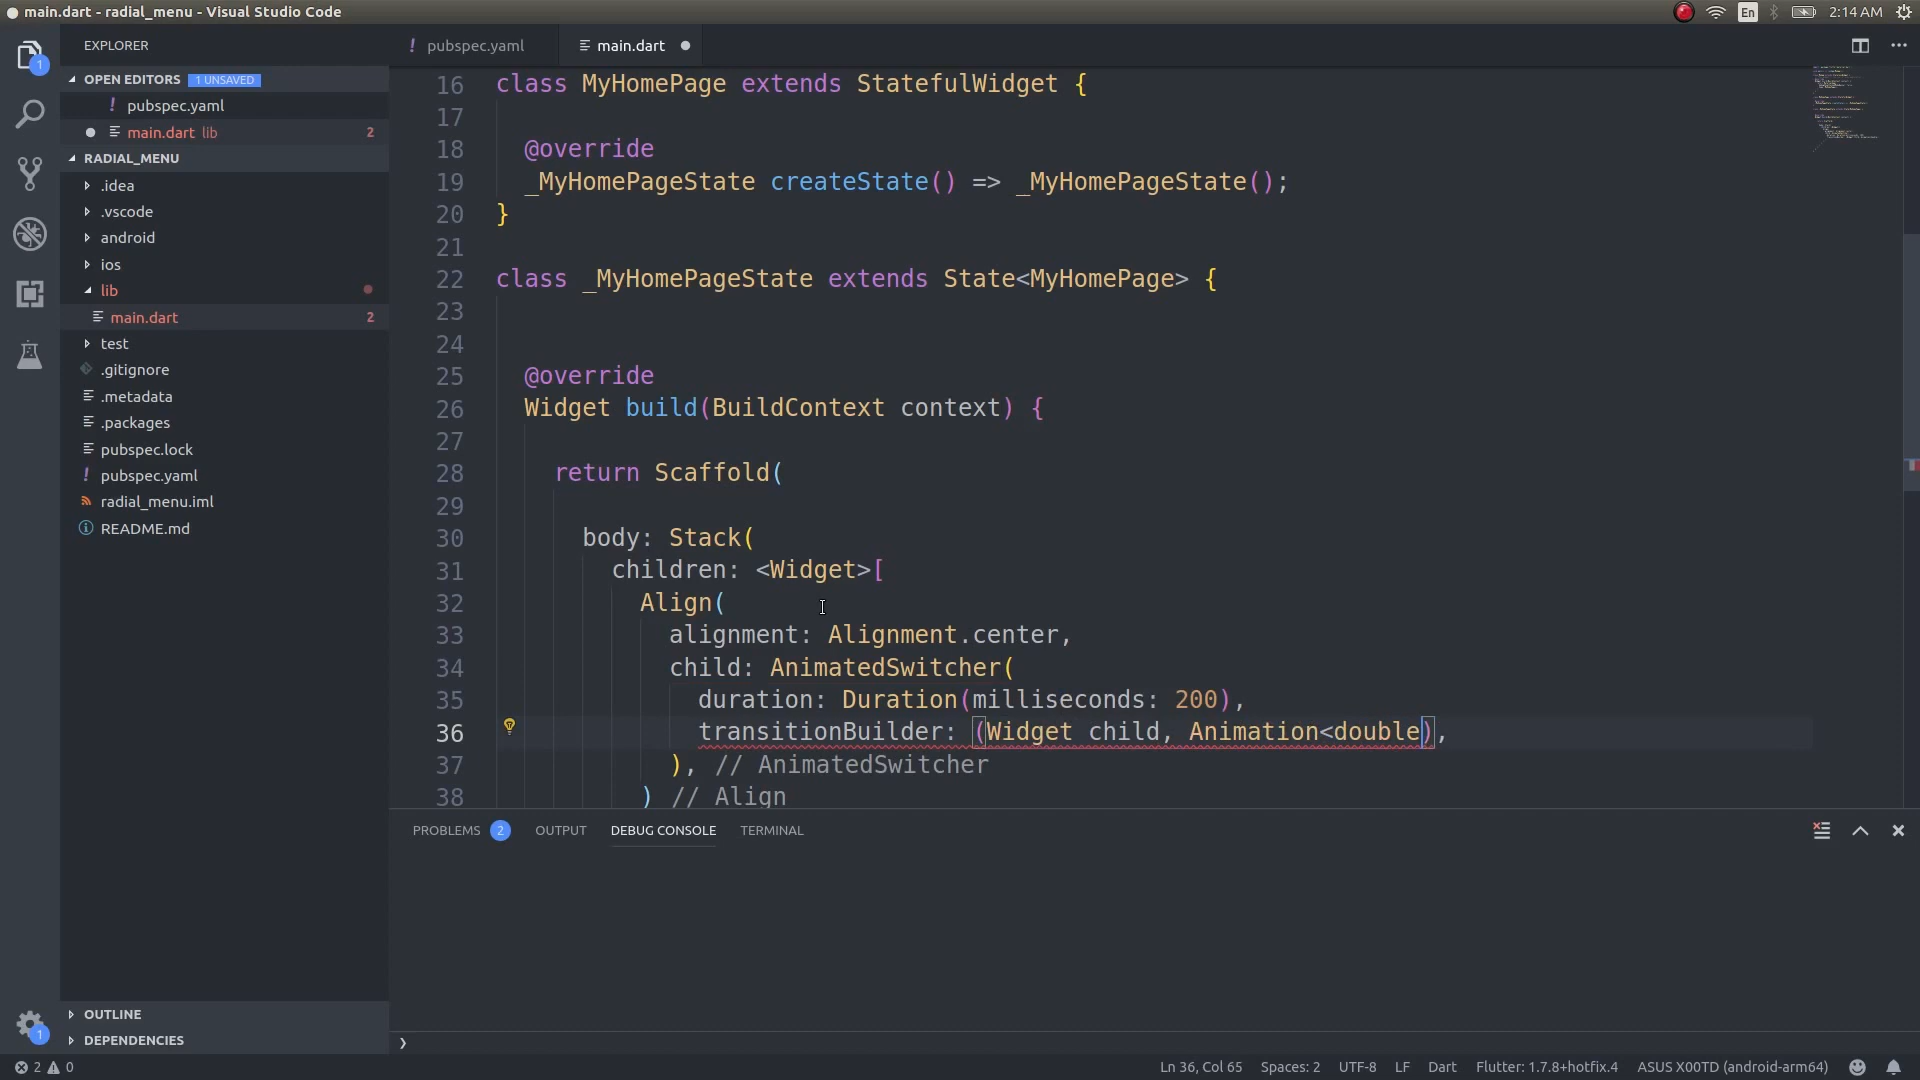 main.dart - radial_menu - Visual Studio Code
En
2:14 AM
EXPLORER
OPEN EDITORS 1 UNSAVED
! pubspec.yaml
main.dart lib 2
RADIAL_MENU
.idea
.vscode
android
ios
lib
main.dart 2
test
.gitignore
.metadata
.packages
pubspec.lock
! pubspec.yaml
radial_menu.iml
README.md
OUTLINE
DEPENDENCIES
1
1
! pubspec.yaml
main.dart
16 class MyHomePage extends StatefulWidget {
17
18 @override
19 _MyHomePageState createState() => _MyHomePageState();
20 }
21
22 class _MyHomePageState extends State<MyHomePage> {
23
24
25 @override
26 Widget build(BuildContext context) {
27
28 return Scaffold(
29
30 body: Stack(
31 children: <Widget>[
32 Align(
33 alignment: Alignment.center,
34 child: AnimatedSwitcher(
35 duration: Duration(milliseconds: 200),
36 transitionBuilder: (Widget child, Animation<double),
37 ), // AnimatedSwitcher
38 ) // Align
PROBLEMS 2 OUTPUT DEBUG CONSOLE TERMINAL
2 0
Ln 36, Col 65 Spaces: 2 UTF-8 LF Dart Flutter: 1.7.8+hotfix.4 ASUS X00TD (android-arm64)